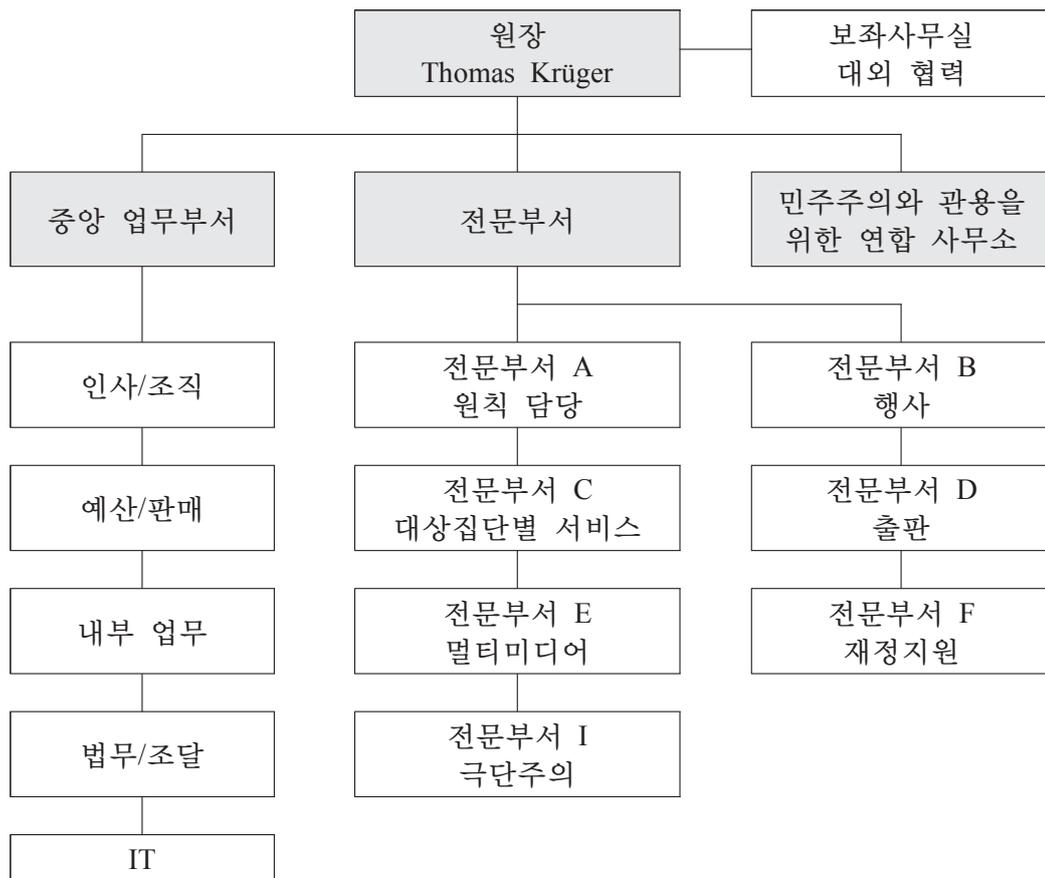 원장
Thomas Krüger
보좌사무실
대외 협력
중앙 업무부서
전문부서
민주주의와 관용을
위한 연합 사무소
인사/조직
전문부서 A
원칙 담당
전문부서 B
행사
예산/판매
전문부서 C
대상집단별 서비스
전문부서 D
출판
내부 업무
전문부서 E
멀티미디어
전문부서 F
재정지원
법무/조달
전문부서 I
극단주의
IT